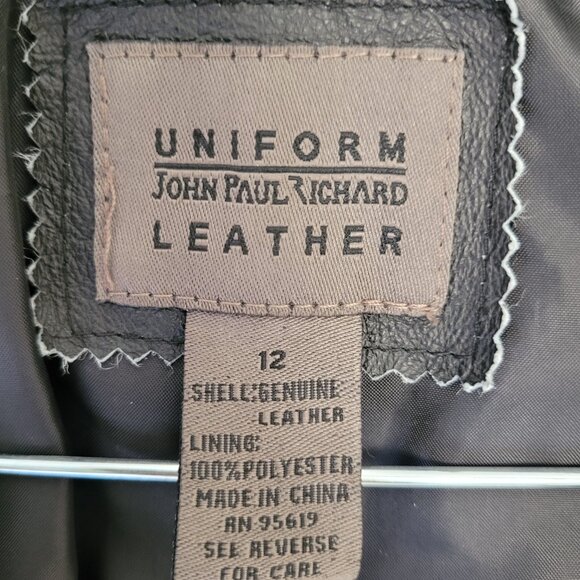 UNIFORM
JOHN PAUL RICHARD
LEATHER
12
SHELL:GENUINE
LEATHER
LINING:
100%POLYESTER
MADE IN CHINA
RN 95619
SEE REVERSE
FOR CARE